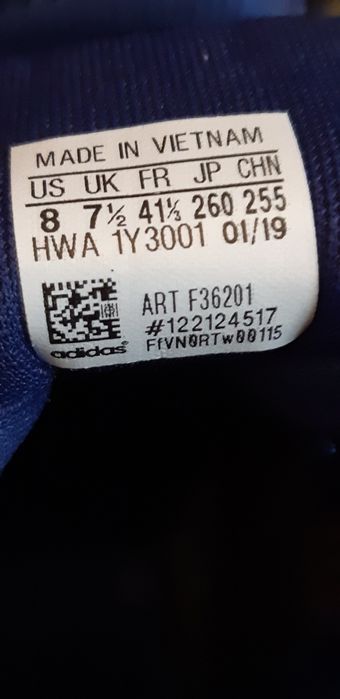 MADE IN VIETNAM
US UK FR JP CHN
8 7½ 41⅓ 260 255
HWA 1Y3001 01/19
ART F36201
#122124517
FfVN0RTw00115
adidas